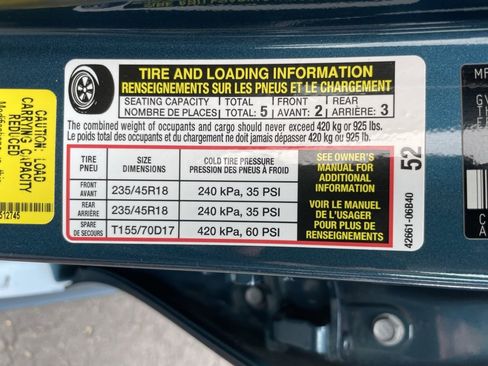 TIRE AND LOADING INFORMATION
RENSEIGNEMENTS SUR LES PNEUS ET LE CHARGEMENT
SEATING CAPACITY TOTAL FRONT REAR
NOMBRE DE PLACES TOTAL: 5 AVANT: 2 ARRIÈRE: 3
The combined weight of occupants and cargo should never exceed 420 kg or 925 lbs.
Le poids total des occupants et du chargement ne doit jamais dépasser 420 kg ou 925 lb.
TIRE SIZE COLD TIRE PRESSURE
PNEU DIMENSIONS PRESSION DES PNEUS À FROID
FRONT
AVANT 235/45R18 240 kPa, 35 PSI
REAR
ARRIÈRE 235/45R18 240 kPa, 35 PSI
SPARE
DE SECOURS T155/70D17 420 kPa, 60 PSI
SEE OWNER'S
MANUAL FOR
ADDITIONAL
INFORMATION
VOIR LE MANUEL
DE L'USAGER
POUR PLUS DE
RENSEIGNEMENTS
52
42661-06B40
CAUTION: LOAD
CARRYING CAPACITY
REDUCED
512745
MF
GV